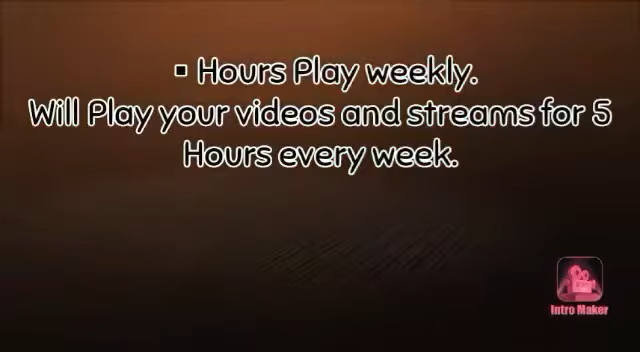 ▪ Hours Play weekly.
Will Play your videos and streams for 5
Hours every week.
Intro Maker